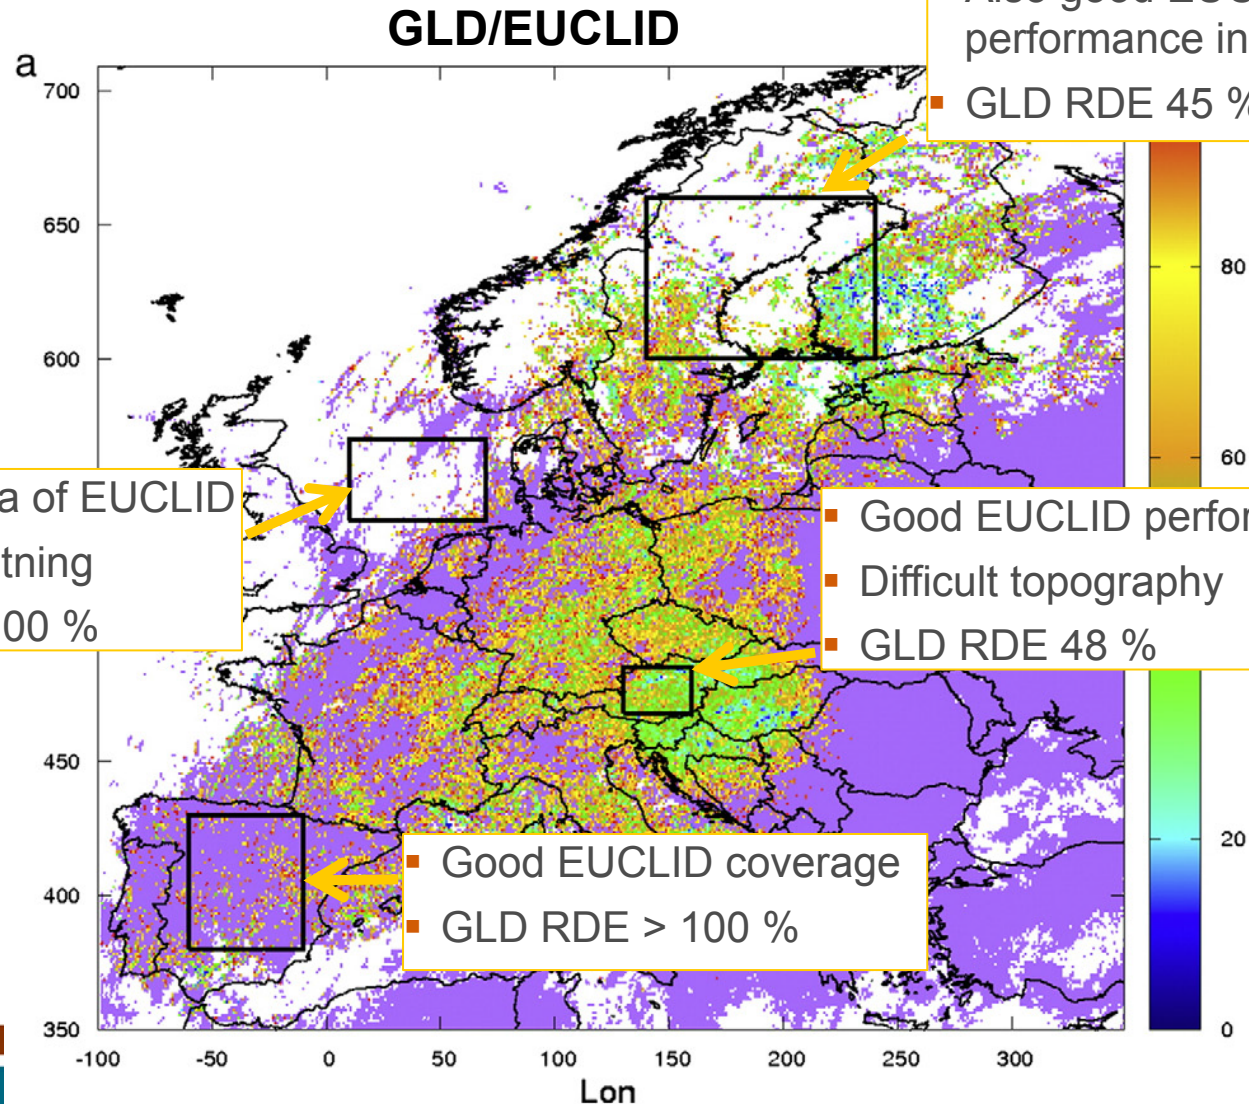 GLD/EUCLID
performance in
GLD RDE 45 %
a
700
650
600
450
400
350
-100
-50
0
50
100
150
200
250
300
Lon
80
60
20
0
a of EUCLID
tning
00 %
Good EUCLID perfor
Difficult topography
GLD RDE 48 %
Good EUCLID coverage
GLD RDE > 100 %